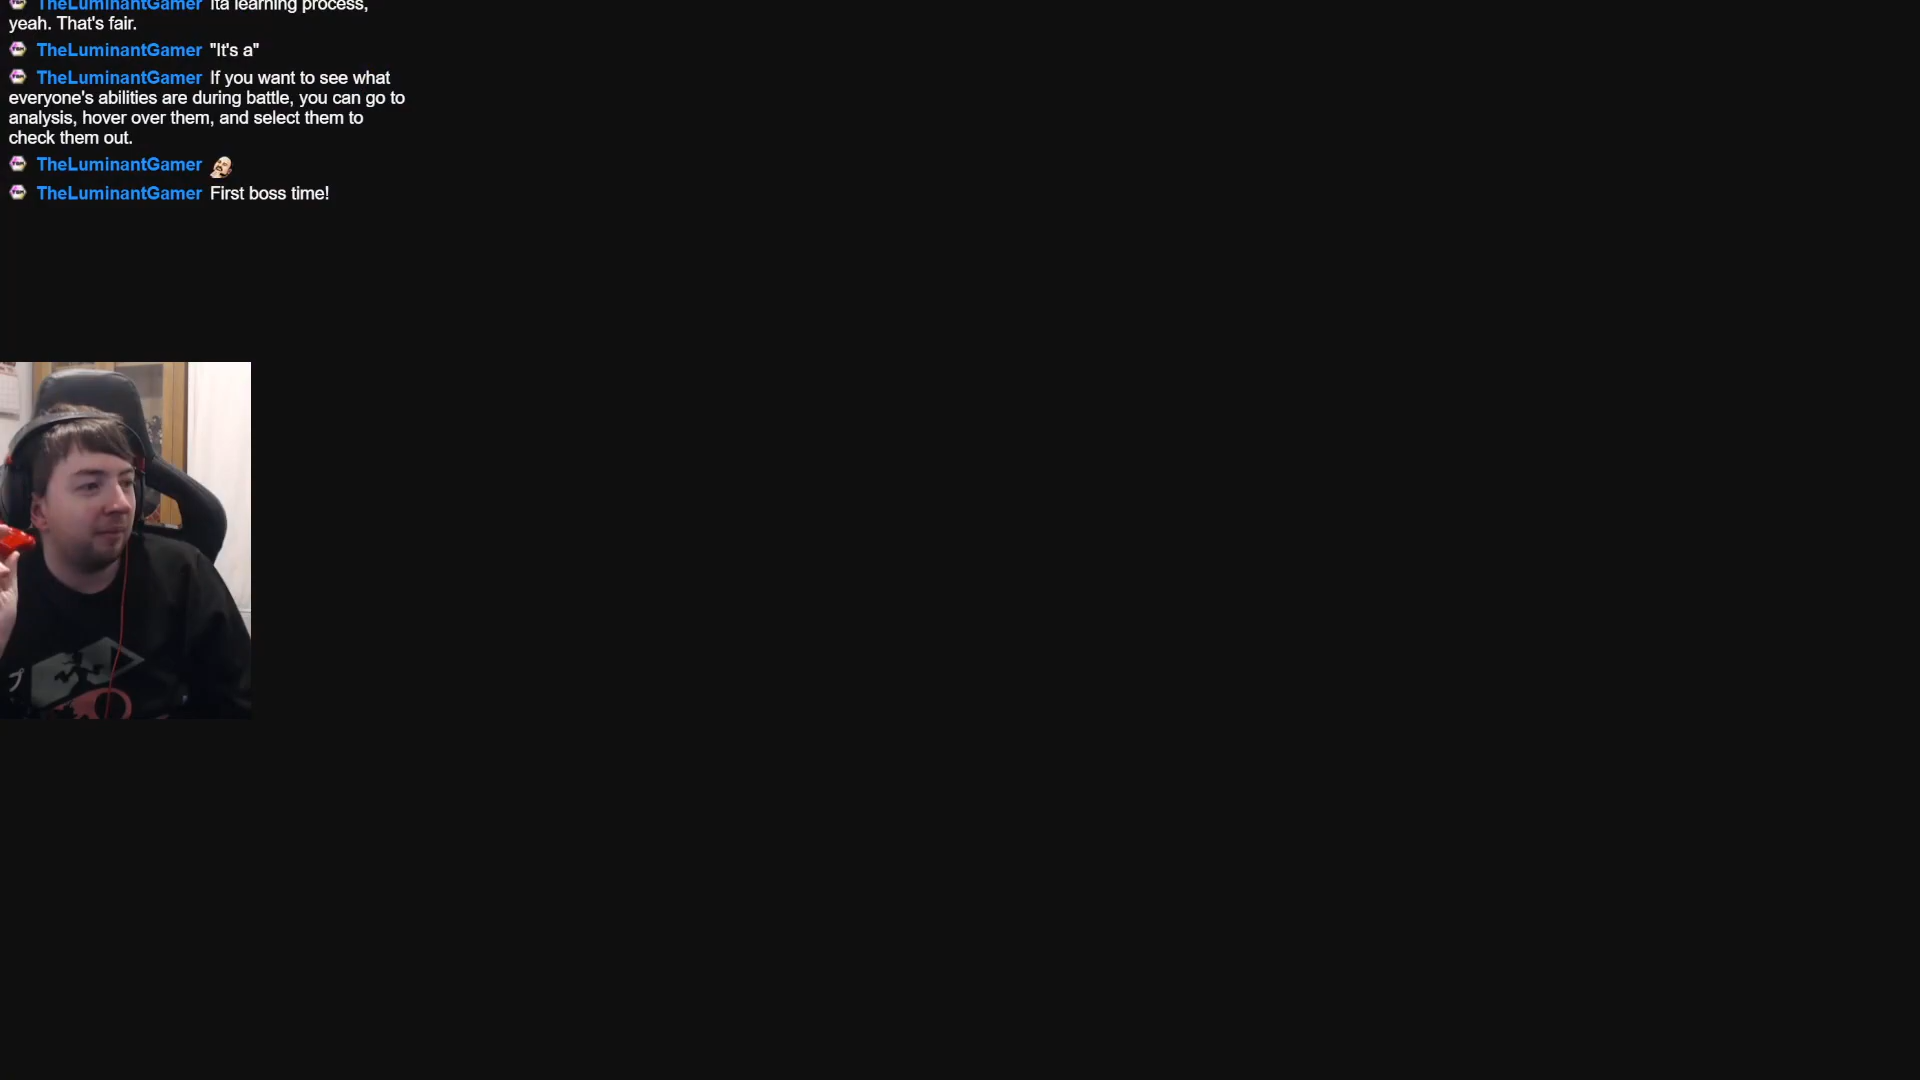 TheLuminantGamer Ita learning process,
yeah. That's fair.
TheLuminantGamer "It's a"
TheLuminantGamer If you want to see what
everyone's abilities are during battle, you can go to
analysis, hover over them, and select them to
check them out.
TheLuminantGamer
TheLuminantGamer First boss time!
プ